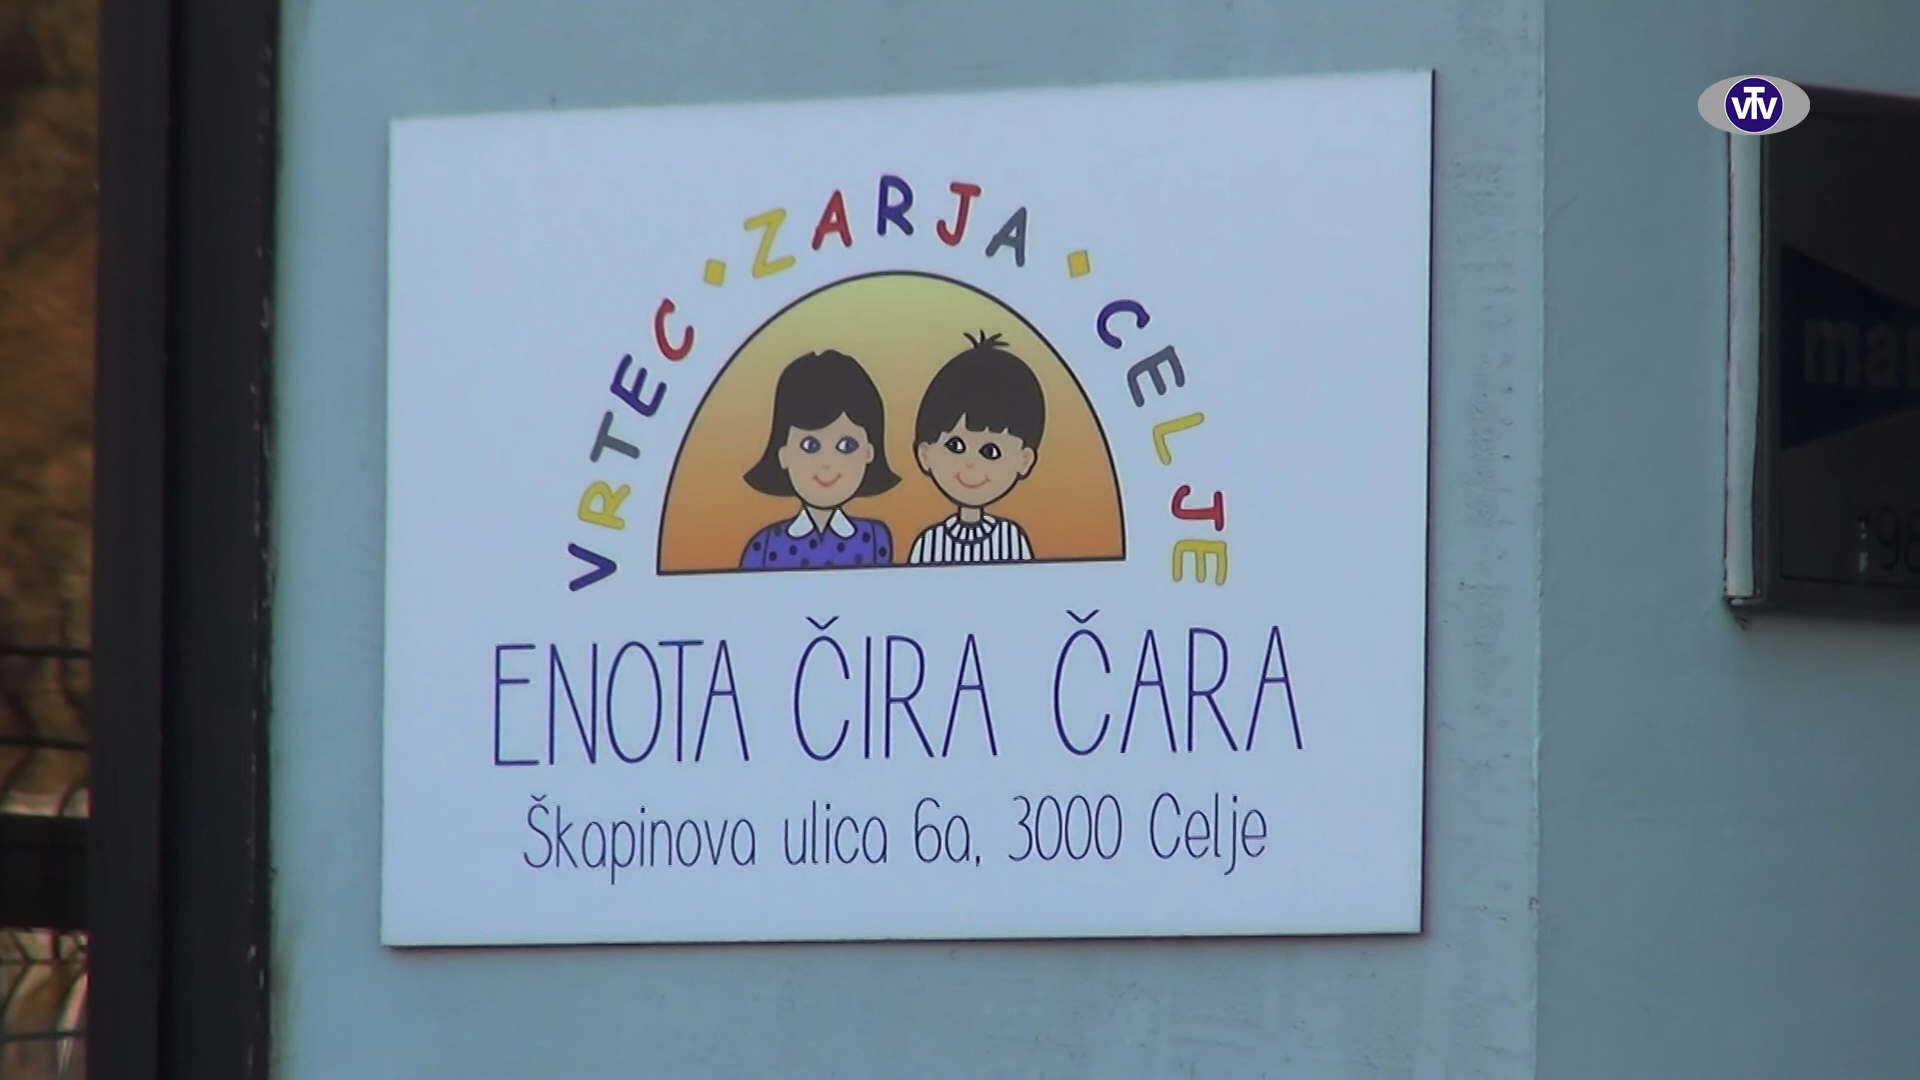 VRTEC · ZARJA · CELJE
ENOTA ČIRA ČARA
Škapinova ulica 6a, 3000 Celje
VTV